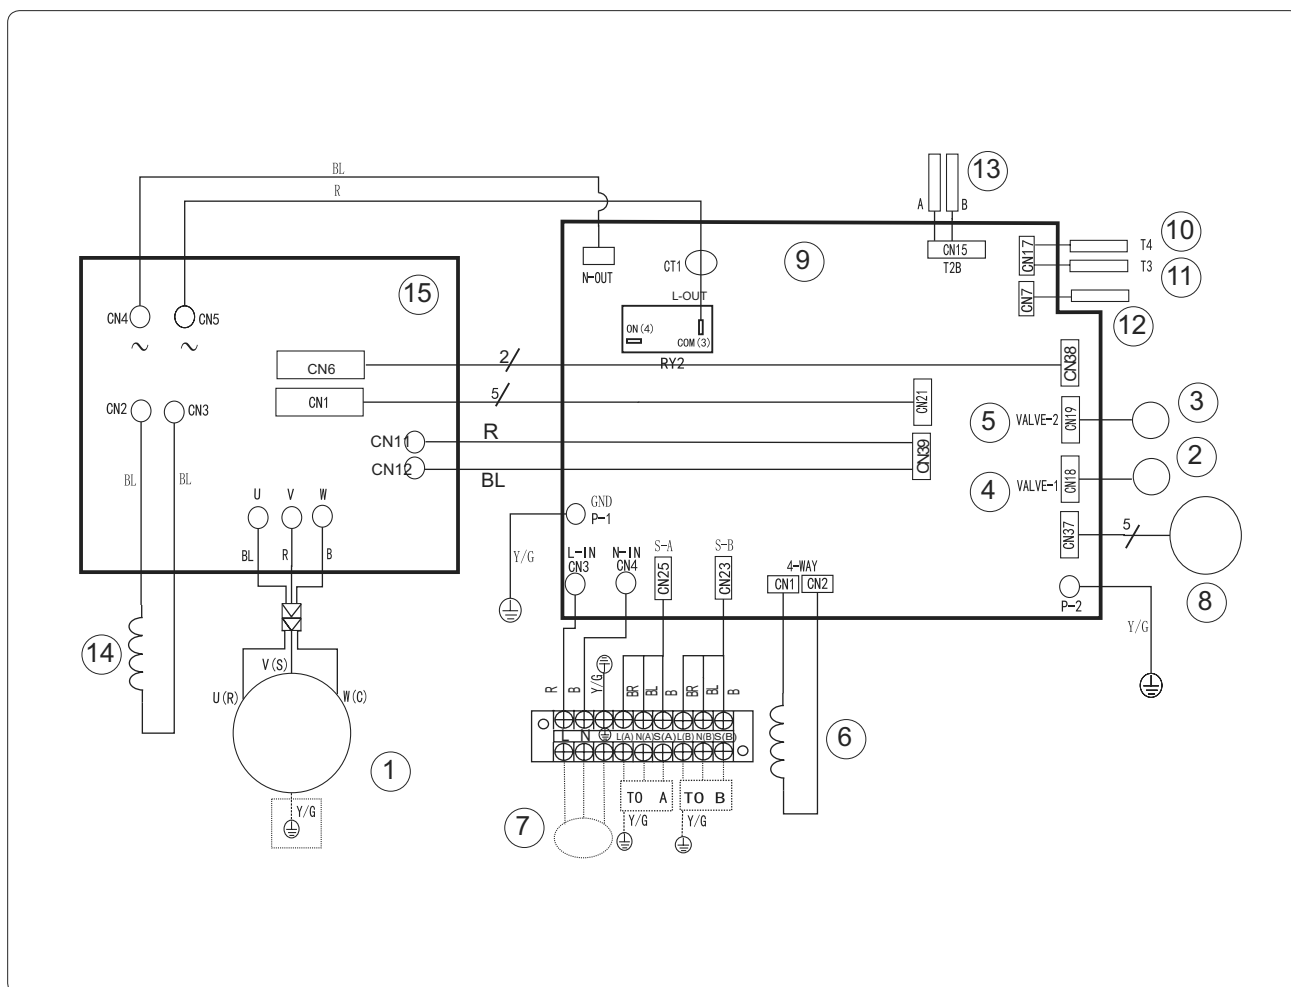 BL
R
13
A
B
CN15
T2B
CN17
T4
10
T3
11
CN7
12
9
N-OUT
CT1
L-OUT
ON(4)
COM(3)
RY2
15
CN4
CN5
~
~
CN6
2
CN38
CN1
5
CN21
CN2
CN3
CN11
R
CN39
CN12
BL
5
VALVE-2
CN19
3
4
VALVE-1
CN18
2
BL
BL
U
V
W
BL
R
B
GND
P-1
Y/G
L-IN
CN3
N-IN
CN4
S-A
CN25
S-B
CN23
4-WAY
CN1
CN2
CN37
5
8
P-2
Y/G
14
V(S)
U(R)
W(C)
1
Y/G
R
B
Y/G
BR
BL
B
BR
BL
B
L
N
L(A)
N(A)
S(A)
L(B)
N(B)
S(B)
6
TO A
TO B
7
Y/G
Y/G